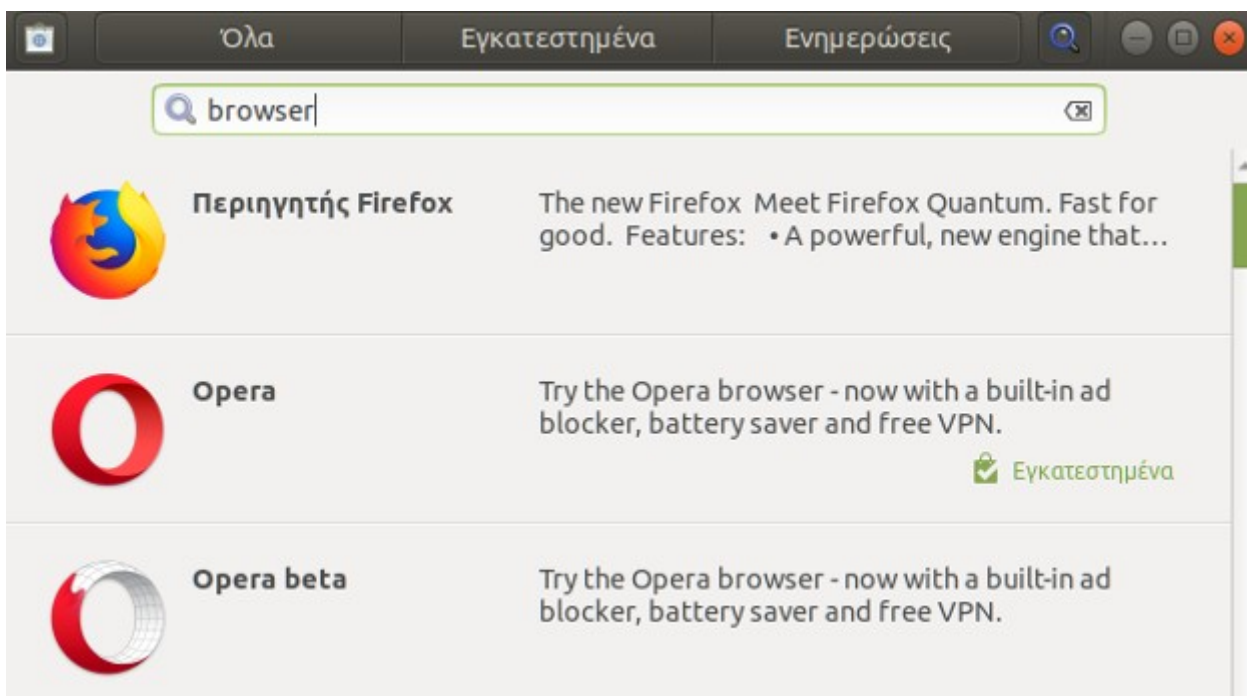 Όλα Εγκατεστημένα Ενημερώσεις
browser
Περιηγητής Firefox
The new Firefox  Meet Firefox Quantum. Fast for
good.  Features:   • A powerful, new engine that...
Opera
Try the Opera browser - now with a built-in ad
blocker, battery saver and free VPN.
Εγκατεστημένα
Opera beta
Try the Opera browser - now with a built-in ad
blocker, battery saver and free VPN.